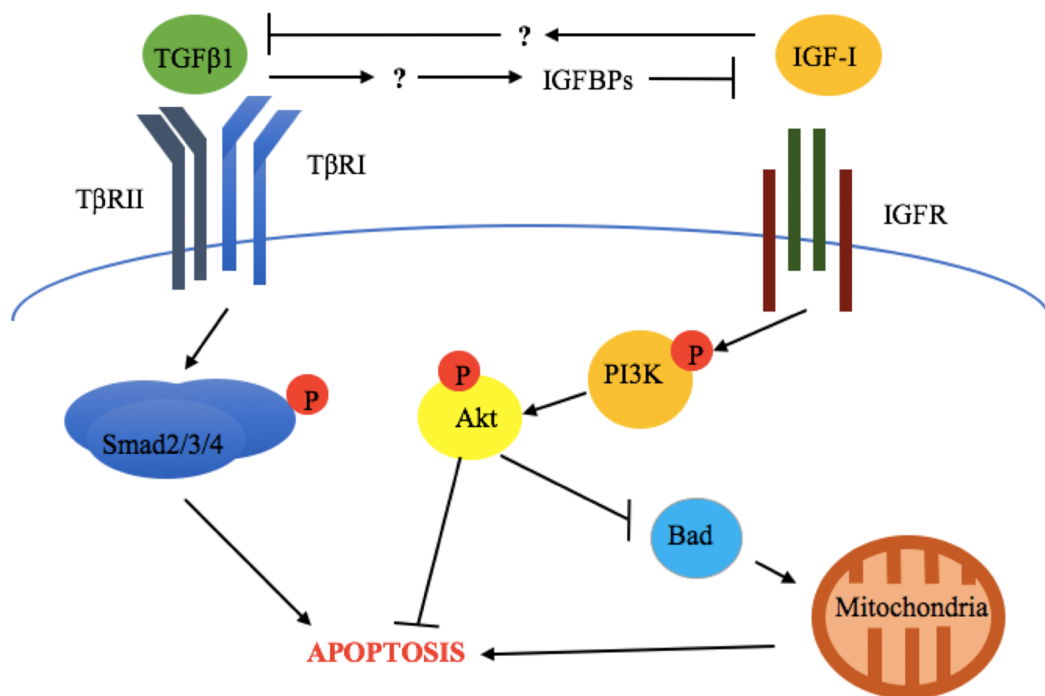 TGFβ1
?
IGF-I
?
IGFBPs
TβRII
TβRI
IGFR
P
PI3K
P
Akt
P
Smad2/3/4
Bad
Mitochondria
APOPTOSIS